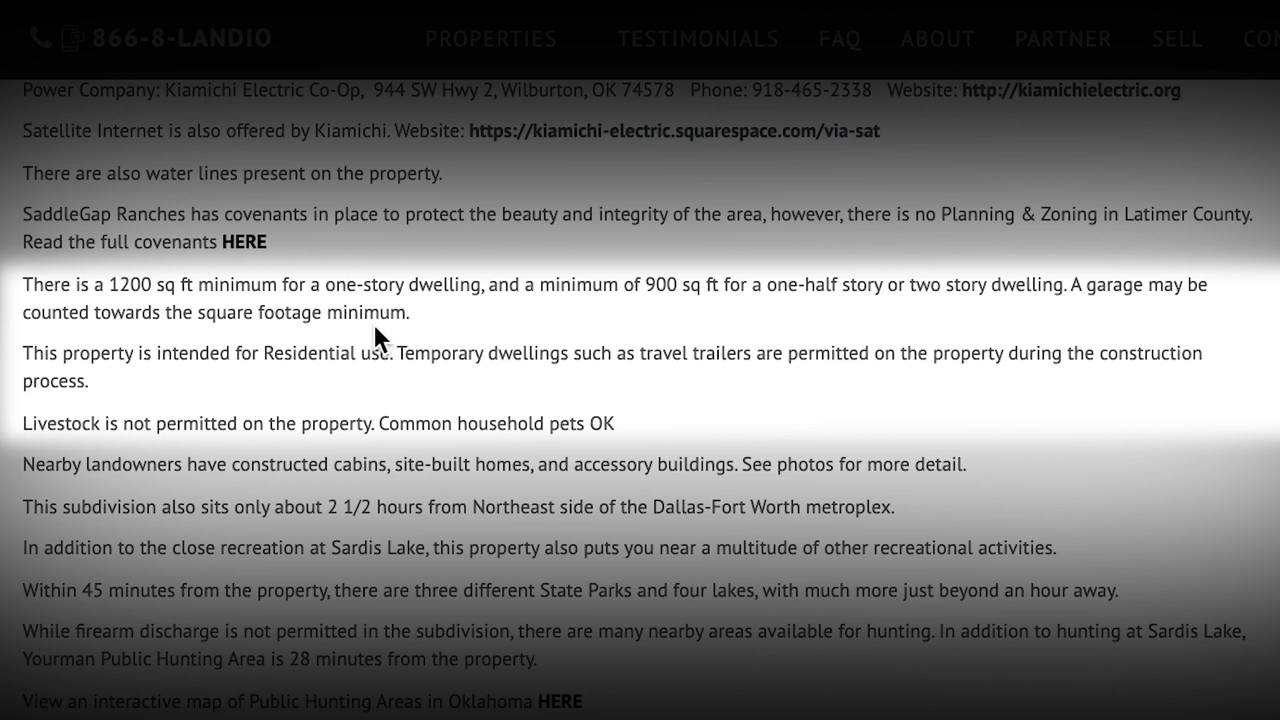 866-8-LANDIO PROPERTIES TESTIMONIALS FAQ ABOUT PARTNER SELL
Power Company: Kiamichi Electric Co-Op, 944 SW Hwy 2, Wilburton, OK 74578 Phone: 918-465-2338 Website: http://kiamichielectric.org
Satellite Internet is also offered by Kiamichi. Website: https://kiamichi-electric.squarespace.com/via-sat
There are also water lines present on the property.
SaddleGap Ranches has covenants in place to protect the beauty and integrity of the area, however, there is no Planning & Zoning in Latimer County.
Read the full covenants HERE
There is a 1200 sq ft minimum for a one-story dwelling, and a minimum of 900 sq ft for a one-half story or two story dwelling. A garage may be
counted towards the square footage minimum.
This property is intended for Residential use. Temporary dwellings such as travel trailers are permitted on the property during the construction
process.
Livestock is not permitted on the property. Common household pets OK
Nearby landowners have constructed cabins, site-built homes, and accessory buildings. See photos for more detail.
This subdivision also sits only about 2 1/2 hours from Northeast side of the Dallas-Fort Worth metroplex.
In addition to the close recreation at Sardis Lake, this property also puts you near a multitude of other recreational activities.
Within 45 minutes from the property, there are three different State Parks and four lakes, with much more just beyond an hour away.
While firearm discharge is not permitted in the subdivision, there are many nearby areas available for hunting. In addition to hunting at Sardis Lake,
Yourman Public Hunting Area is 28 minutes from the property.
View an interactive map of Public Hunting Areas in Oklahoma HERE